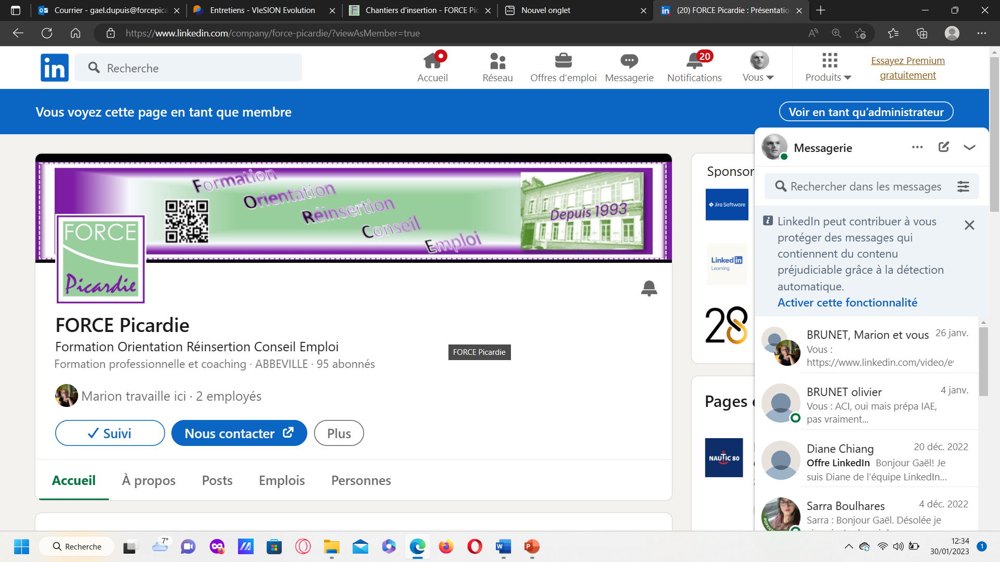 Courrier - gael.dupuis@forcepica
Entretiens - VIeSION Evolution
Chantiers d'insertion - FORCE Pic
Nouvel onglet
(20) FORCE Picardie : Présentatio
https://www.linkedin.com/company/force-picardie/?viewAsMember=true
in
Recherche
Accueil
Réseau
Offres d’emploi
Messagerie
20
Notifications
Vous
Produits
Essayez Premium
gratuitement
Vous voyez cette page en tant que membre
Voir en tant qu’administrateur
Formation
Orientation
Réinsertion
Conseil
Emploi
Depuis 1993
FORCE
Picardie
FORCE Picardie
Formation Orientation Réinsertion Conseil Emploi
Formation professionnelle et coaching · ABBEVILLE · 95 abonnés
FORCE Picardie
Marion travaille ici · 2 employés
Suivi
Nous contacter
Plus
Accueil
À propos
Posts
Emplois
Personnes
Sponsor
Jira Software
Linked in
Learning
28
Pages
NAUTIC 80
Messagerie
Rechercher dans les messages
LinkedIn peut contribuer à vous
protéger des messages qui
contiennent du contenu
préjudiciable grâce à la détection
automatique.
Activer cette fonctionnalité
BRUNET, Marion et vous 26 janv.
Vous :
https://www.linkedin.com/video/e
BRUNET olivier 4 janv.
Vous : ACI, oui mais prépa IAE,
pas vraiment...
Diane Chiang 20 déc. 2022
Offre LinkedIn Bonjour Gaël! Je
suis Diane de l’équipe LinkedIn...
Sarra Boulhares 4 déc. 2022
Sarra : Bonjour Gaël. Désolée je
Recherche
7°
12:34
30/01/2023
1